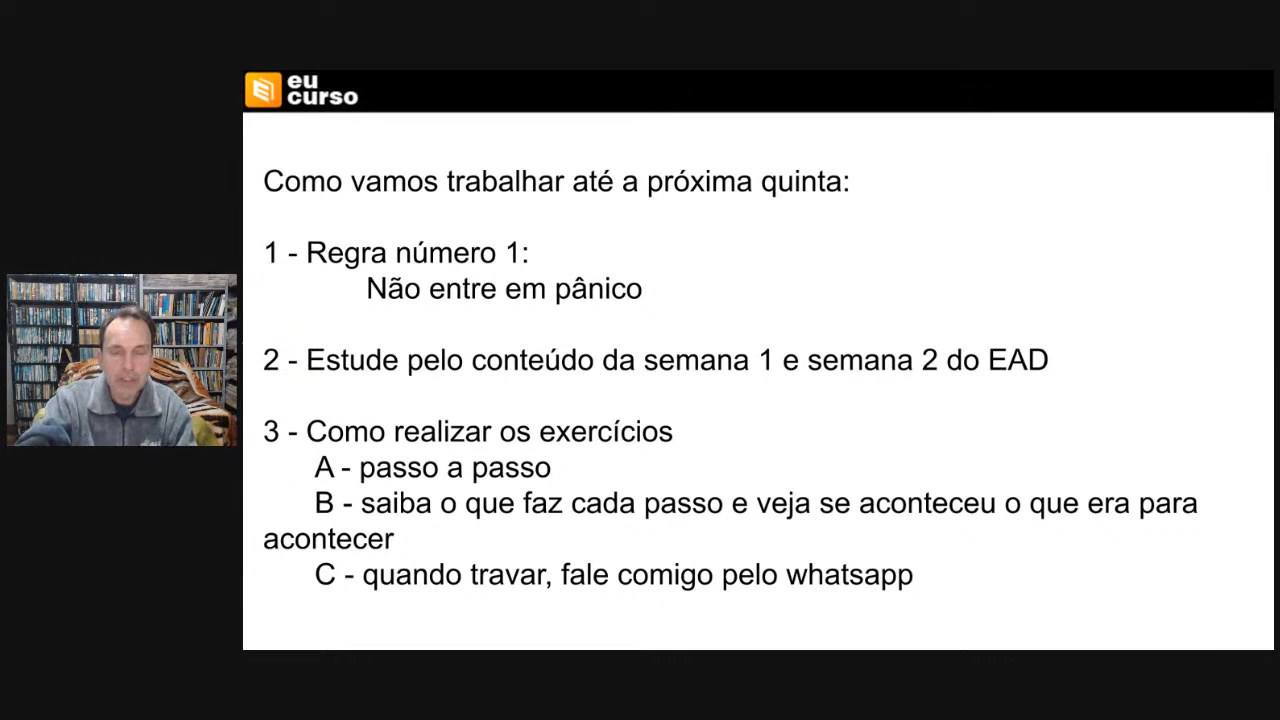 eu
curso
Como vamos trabalhar até a próxima quinta:
1 - Regra número 1:
Não entre em pânico
2 - Estude pelo conteúdo da semana 1 e semana 2 do EAD
3 - Como realizar os exercícios
A - passo a passo
B - saiba o que faz cada passo e veja se aconteceu o que era para
acontecer
C - quando travar, fale comigo pelo whatsapp